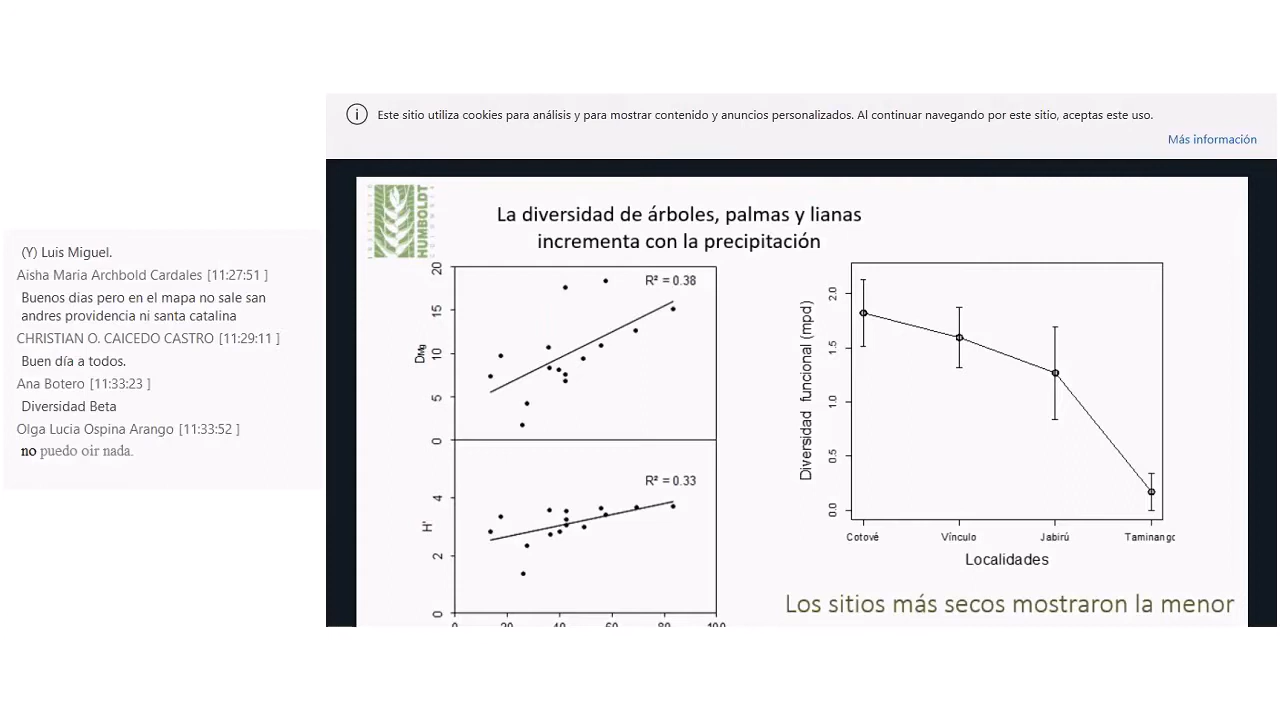 (Y) Luis Miguel.
Aisha Maria Archbold Cardales [11:27:51 ]
Buenos dias pero en el mapa no sale san
andres providencia ni santa catalina
CHRISTIAN O. CAICEDO CASTRO [11:29:11 ]
Buen día a todos.
Ana Botero [11:33:23 ]
Diversidad Beta
Olga Lucia Ospina Arango [11:33:52 ]
no puedo oir nada.
Este sitio utiliza cookies para análisis y para mostrar contenido y anuncios personalizados. Al continuar navegando por este sitio, aceptas este uso.
Más información
HUMBOLDT
La diversidad de árboles, palmas y lianas
incrementa con la precipitación
R² = 0.38
DMg
20
15
10
5
0
R² = 0.33
H'
4
2
0
Diversidad funcional (mpd)
2.0
1.5
1.0
0.5
0.0
Cotové Vínculo Jabirú Taminango
Localidades
Los sitios más secos mostraron la menor